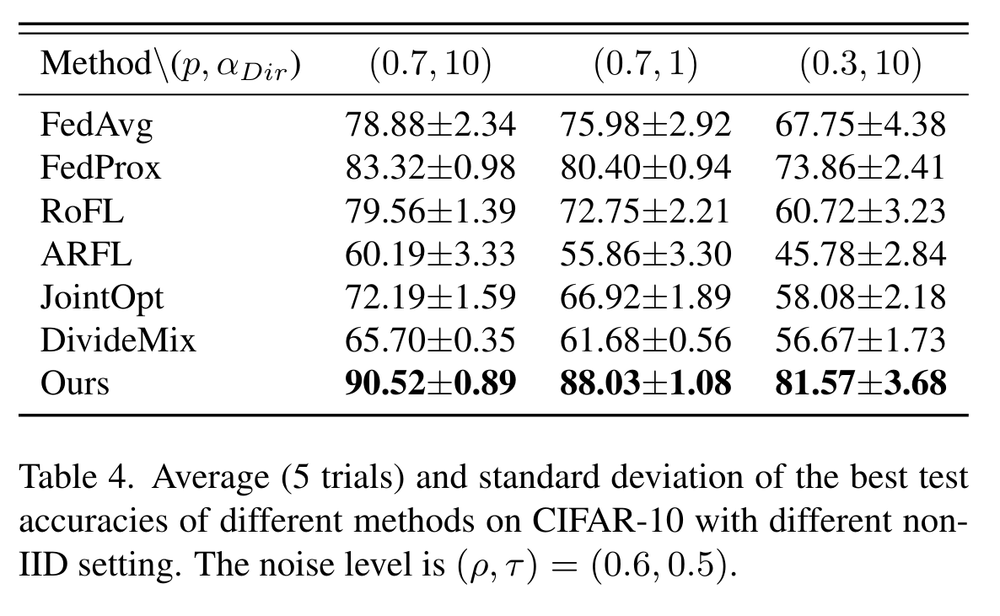 Method\(p, α_Dir) (0.7, 10) (0.7, 1) (0.3, 10)
FedAvg 78.88±2.34 75.98±2.92 67.75±4.38
FedProx 83.32±0.98 80.40±0.94 73.86±2.41
RoFL 79.56±1.39 72.75±2.21 60.72±3.23
ARFL 60.19±3.33 55.86±3.30 45.78±2.84
JointOpt 72.19±1.59 66.92±1.89 58.08±2.18
DivideMix 65.70±0.35 61.68±0.56 56.67±1.73
Ours 90.52±0.89 88.03±1.08 81.57±3.68
Table 4. Average (5 trials) and standard deviation of the best test
accuracies of different methods on CIFAR-10 with different non-
IID setting. The noise level is (ρ, τ) = (0.6, 0.5).